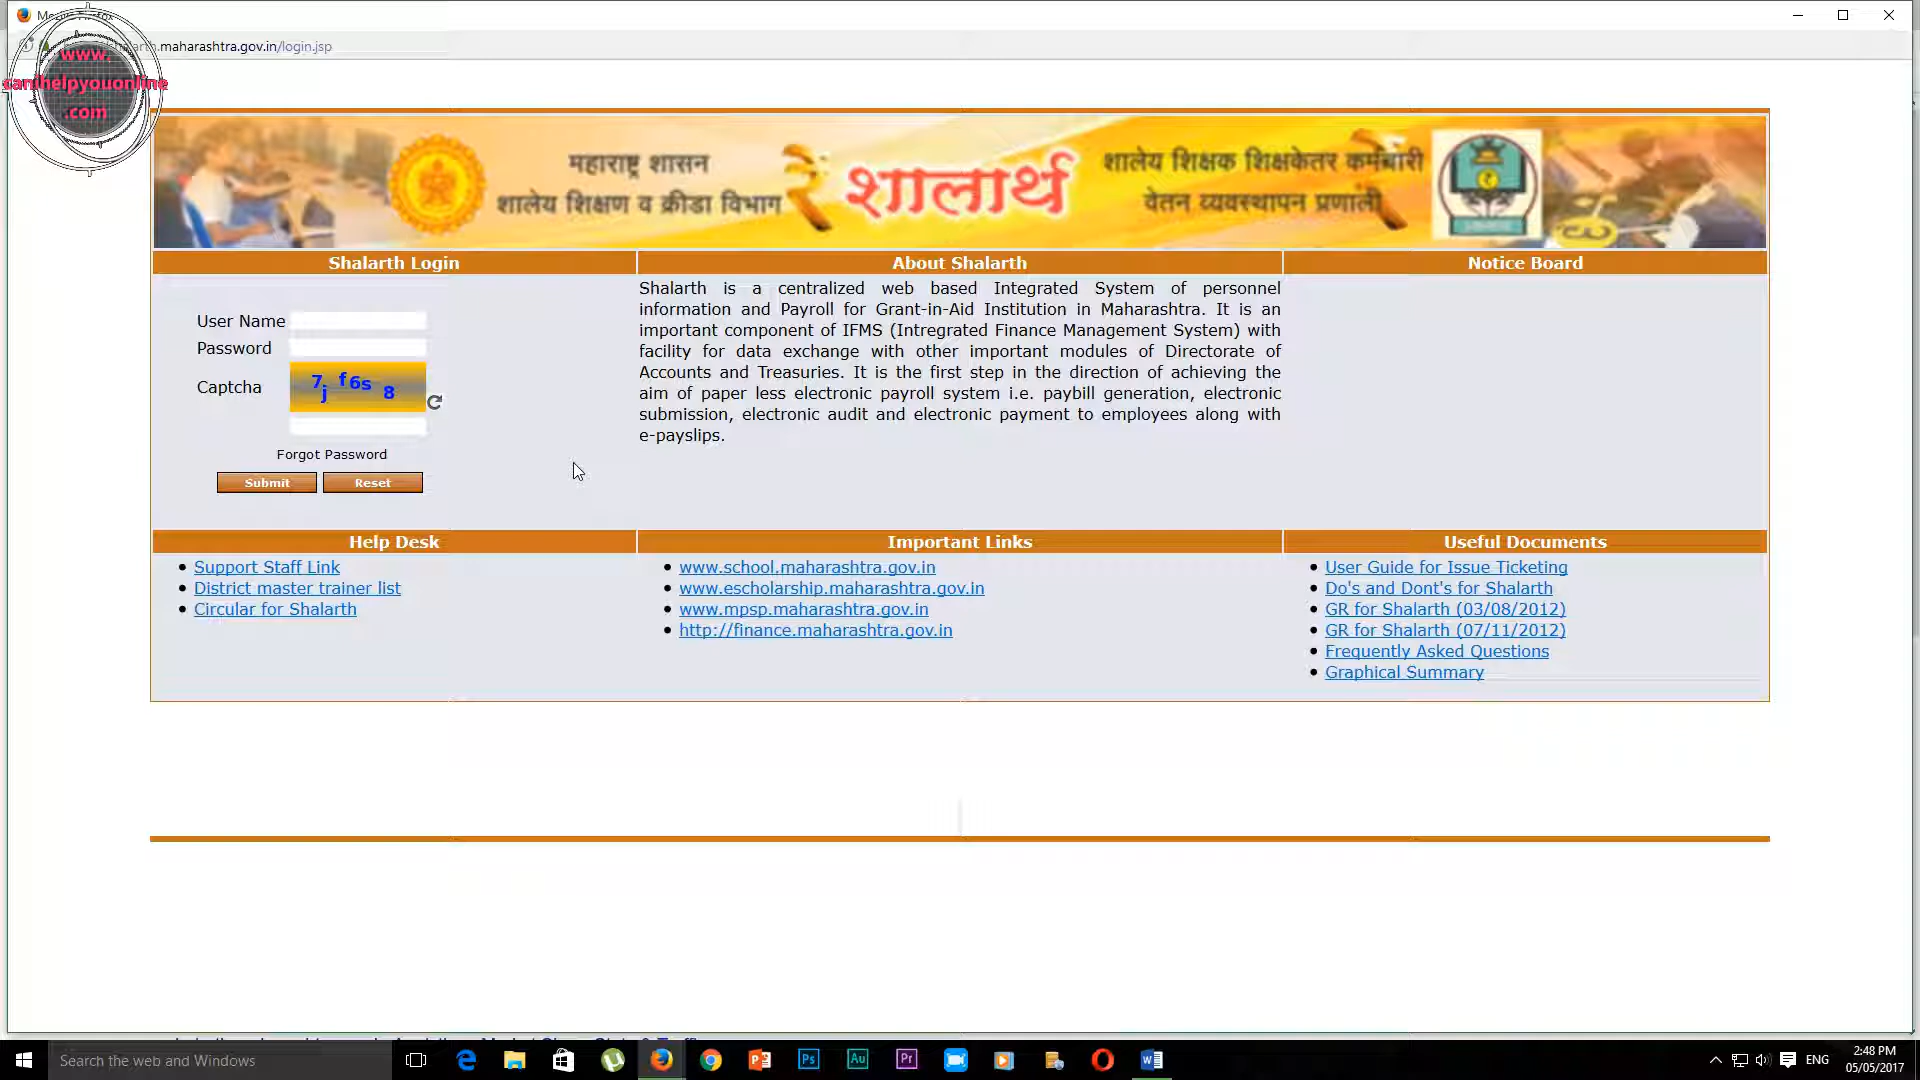 www.
canihelpyouonline
.com
.maharashtra.gov.in/login.jsp
महाराष्ट्र शासन
शालेय शिक्षण व क्रीडा विभाग
शालार्थ
शालेय शिक्षक शिक्षकेतर कर्मचारी
वेतन व्यवस्थापन प्रणाली
Shalarth Login
About Shalarth
Notice Board
User Name
Password
Captcha
7j f6s 8
Forgot Password
Submit
Reset
Shalarth is a centralized web based Integrated System of personnel
information and Payroll for Grant-in-Aid Institution in Maharashtra. It is an
important component of IFMS (Intregrated Finance Management System) with
facility for data exchange with other important modules of Directorate of
Accounts and Treasuries. It is the first step in the direction of achieving the
aim of paper less electronic payroll system i.e. paybill generation, electronic
submission, electronic audit and electronic payment to employees along with
e-payslips.
Help Desk
Important Links
Useful Documents
Support Staff Link
District master trainer list
Circular for Shalarth
www.school.maharashtra.gov.in
www.escholarship.maharashtra.gov.in
www.mpsp.maharashtra.gov.in
http://finance.maharashtra.gov.in
User Guide for Issue Ticketing
Do's and Dont's for Shalarth
GR for Shalarth (03/08/2012)
GR for Shalarth (07/11/2012)
Frequently Asked Questions
Graphical Summary
Search the web and Windows
ENG
2:48 PM
05/05/2017